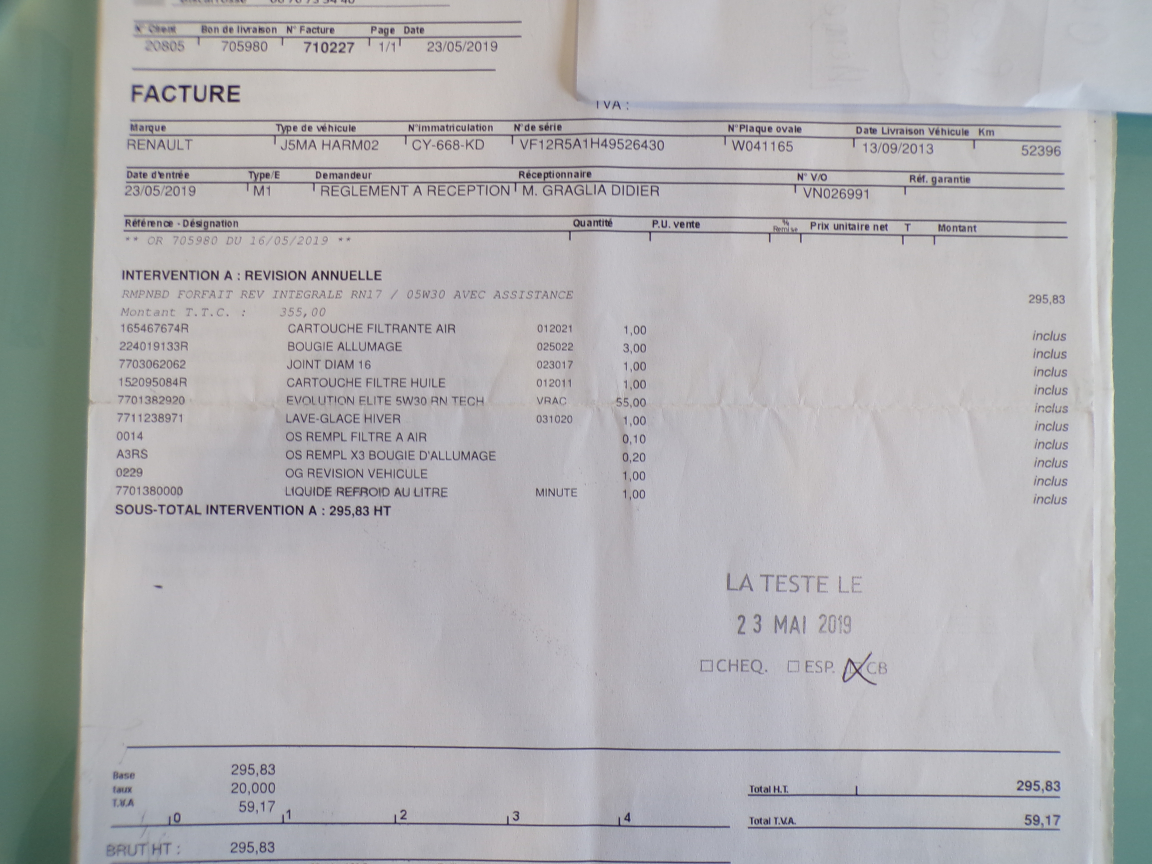 N° Client Bon de livraison N° Facture Page Date
20805 705980 710227 1/1 23/05/2019
FACTURE
TVA :
Marque Type de véhicule N°immatriculation N°de série N°Plaque ovale Date Livraison Véhicule Km
RENAULT J5MA HARM02 CY-668-KD VF12R5A1H49526430 W041165 13/09/2013 52396
Date d'entrée Type/E Demandeur Réceptionnaire N° V/O Réf. garantie
23/05/2019 M1 REGLEMENT A RECEPTION M. GRAGLIA DIDIER VN026991
Référence - Désignation Quantité P.U. vente % Remise Prix unitaire net T Montant
** OR 705980 DU 16/05/2019 **
INTERVENTION A : REVISION ANNUELLE
RMPNBD FORFAIT REV INTEGRALE RN17 / 05W30 AVEC ASSISTANCE 295,83
Montant T.T.C. : 355,00
165467674R CARTOUCHE FILTRANTE AIR 012021 1,00 inclus
224019133R BOUGIE ALLUMAGE 025022 3,00 inclus
7703062062 JOINT DIAM 16 023017 1,00 inclus
152095084R CARTOUCHE FILTRE HUILE 012011 1,00 inclus
7701382920 EVOLUTION ELITE 5W30 RN TECH VRAC 55,00 inclus
7711238971 LAVE-GLACE HIVER 031020 1,00 inclus
0014 OS REMPL FILTRE A AIR 0,10 inclus
A3RS OS REMPL X3 BOUGIE D'ALLUMAGE 0,20 inclus
0229 OG REVISION VEHICULE 1,00 inclus
7701380000 LIQUIDE REFROID AU LITRE MINUTE 1,00 inclus
SOUS-TOTAL INTERVENTION A : 295,83 HT
LA TESTE LE
23 MAI 2019
CHEQ. ESP. CB
Base 295,83
taux 20,000
T.V.A 59,17
Total H.T. 295,83
0 1 2 3 4
Total T.V.A. 59,17
BRUT HT : 295,83